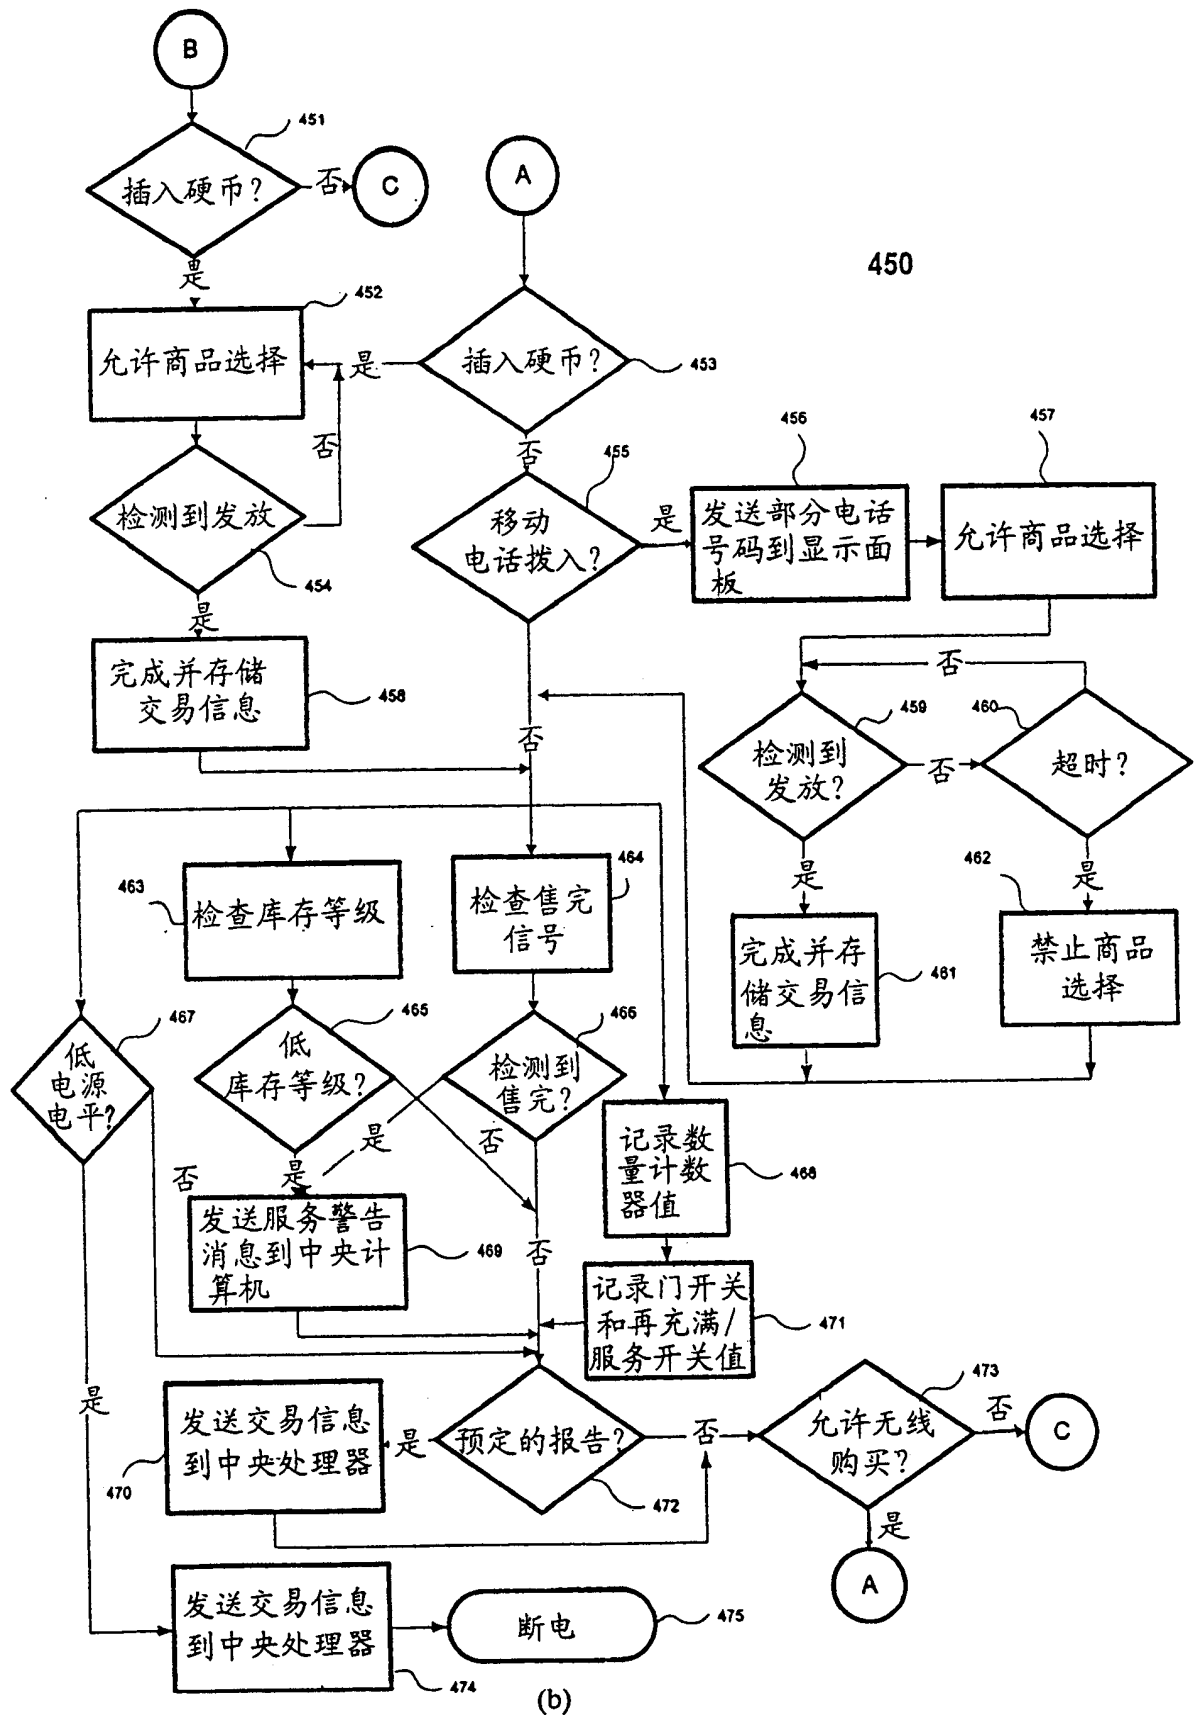 B
451
插入硬币？
否
C
A
450
是
452
允许商品选择
是
插入硬币？
453
否
否
455
456
457
检测到发放
454
移动
电话拨入？
是
发送部分电话
号码到显示面
板
允许商品选择
是
完成并存储
交易信息
458
否
否
检测到
发放？
459
否
460
超时？
463
检查库存等级
检查售完
信号
464
是
462
是
完成并存
储交易信
息
461
禁止商品
选择
467
低
电源
电平？
低
库存等级？
465
检测到
售完？
466
否
是
是
否
记录数
量计数
器值
468
发送服务警告
消息到中央计
算机
469
否
记录门开关
和再充满/
服务开关值
471
是
发送交易信息
到中央处理器
470
是
预定的报告？
472
否
允许无线
购买？
473
否
C
是
A
发送交易信息
到中央处理器
474
断电
475
(b)